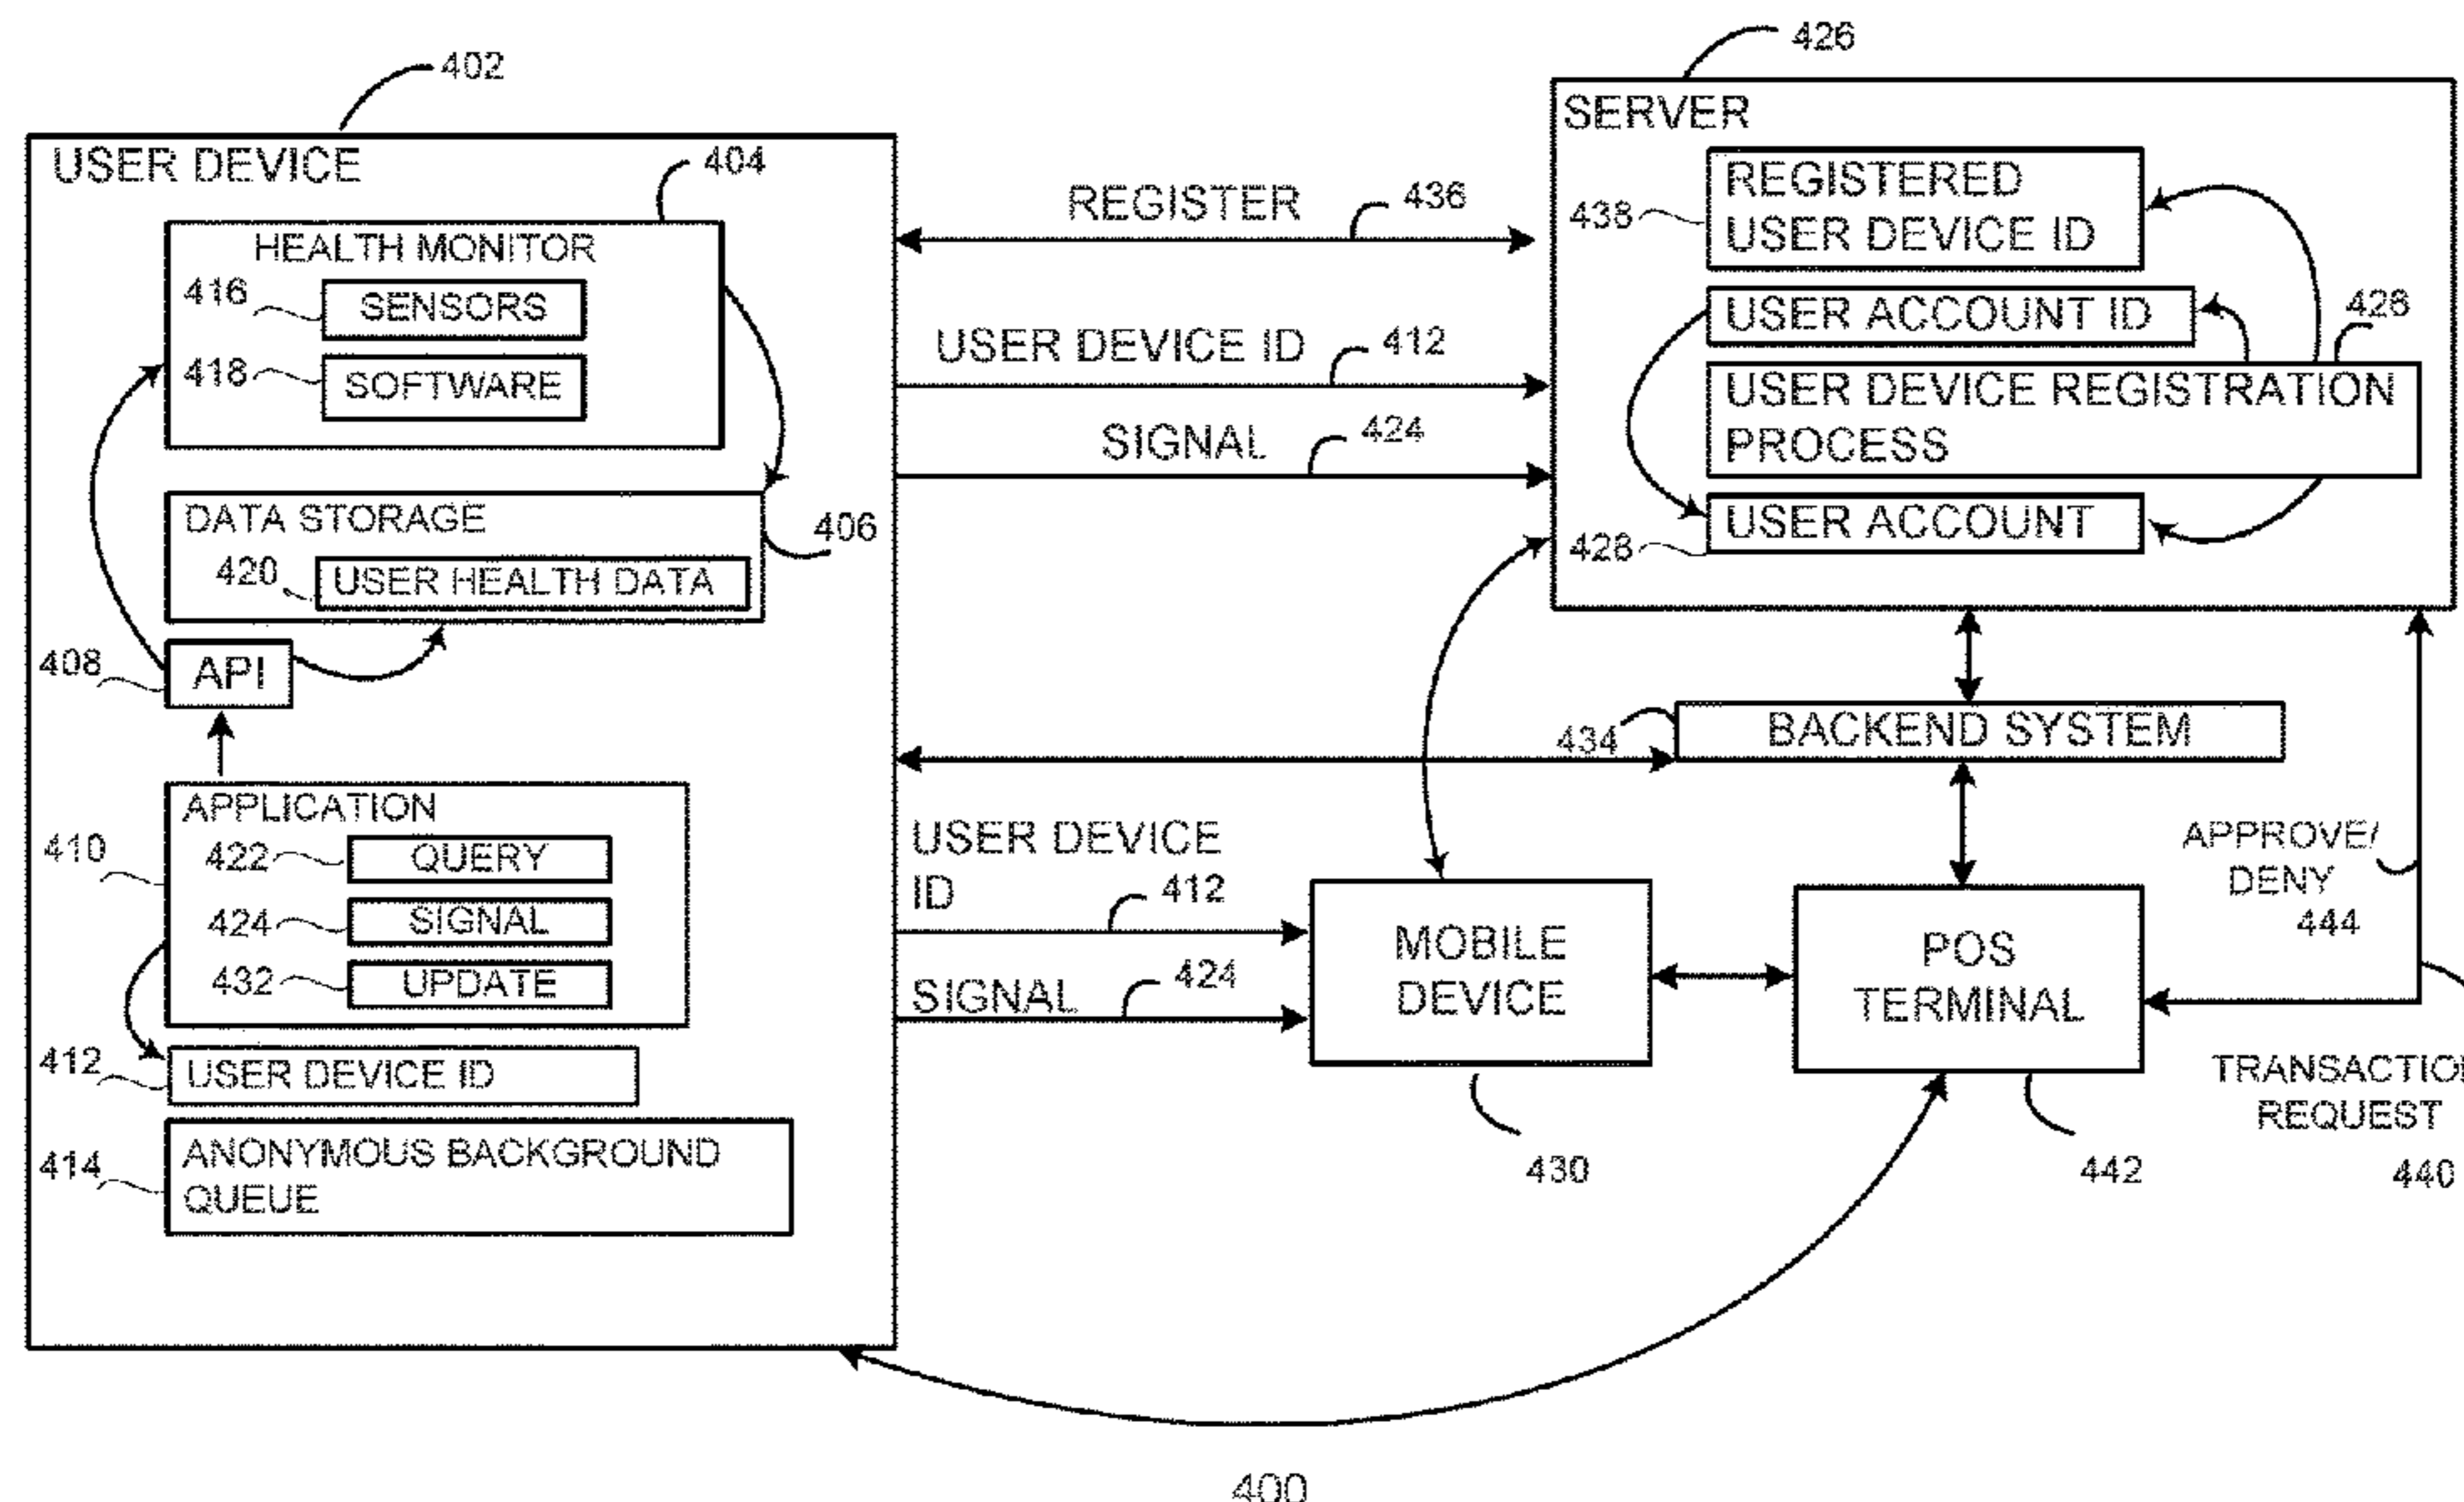 402
USER DEVICE
404
HEALTH MONITOR
416
SENSORS
418
SOFTWARE
DATA STORAGE
406
420
USER HEALTH DATA
408
API
APPLICATION
410
422
QUERY
424
SIGNAL
432
UPDATE
412
USER DEVICE ID
414
ANONYMOUS BACKGROUND
QUEUE
REGISTER
436
USER DEVICE ID
412
SIGNAL
424
426
SERVER
438
REGISTERED
USER DEVICE ID
USER ACCOUNT ID
428
USER DEVICE REGISTRATION
PROCESS
USER ACCOUNT
428
434
BACKEND SYSTEM
USER DEVICE
ID
412
SIGNAL
424
MOBILE
DEVICE
430
POS
TERMINAL
442
APPROVE/
DENY
444
TRANSACTION
REQUEST
440
400